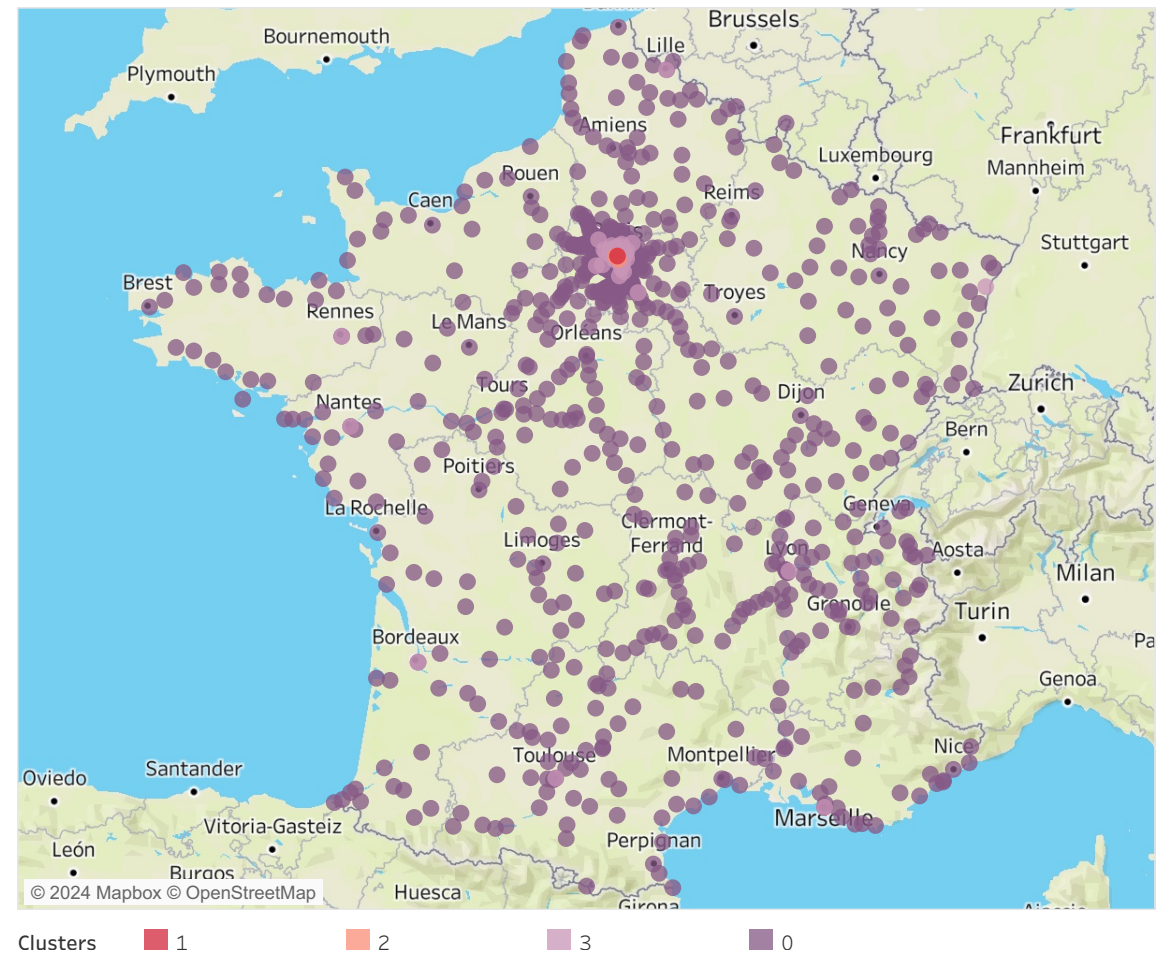 Brussels
Bournemouth
Lille
Plymouth
Amiens
Frankfurt
Luxembourg
Mannheim
Rouen
Reims
Caen
Stuttgart
Nancy
Brest
Troyes
Rennes
Le Mans
Orléans
Zurich
Tours
Dijon
Nantes
Bern
Poitiers
La Rochelle
Geneva
Clermont-
Ferrand
Limoges
Lyon
Aosta
Milan
Grenoble
Turin
Bordeaux
Pa
Genoa
Nice
Toulouse
Montpellier
Oviedo
Santander
Marseille
Vitoria-Gasteiz
Perpignan
León
Burgos
© 2024 Mapbox © OpenStreetMap
Huesca
Girona
Clusters 1 2 3 0